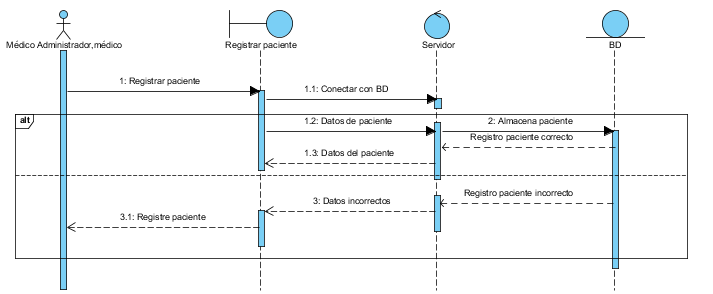 Médico Administrador,médico
Registrar paciente
Servidor
BD
1: Registrar paciente
1.1: Conectar con BD
alt
1.2: Datos de paciente
2: Almacena paciente
Registro paciente correcto
1.3: Datos del paciente
Registro paciente incorrecto
3: Datos incorrectos
3.1: Registre paciente